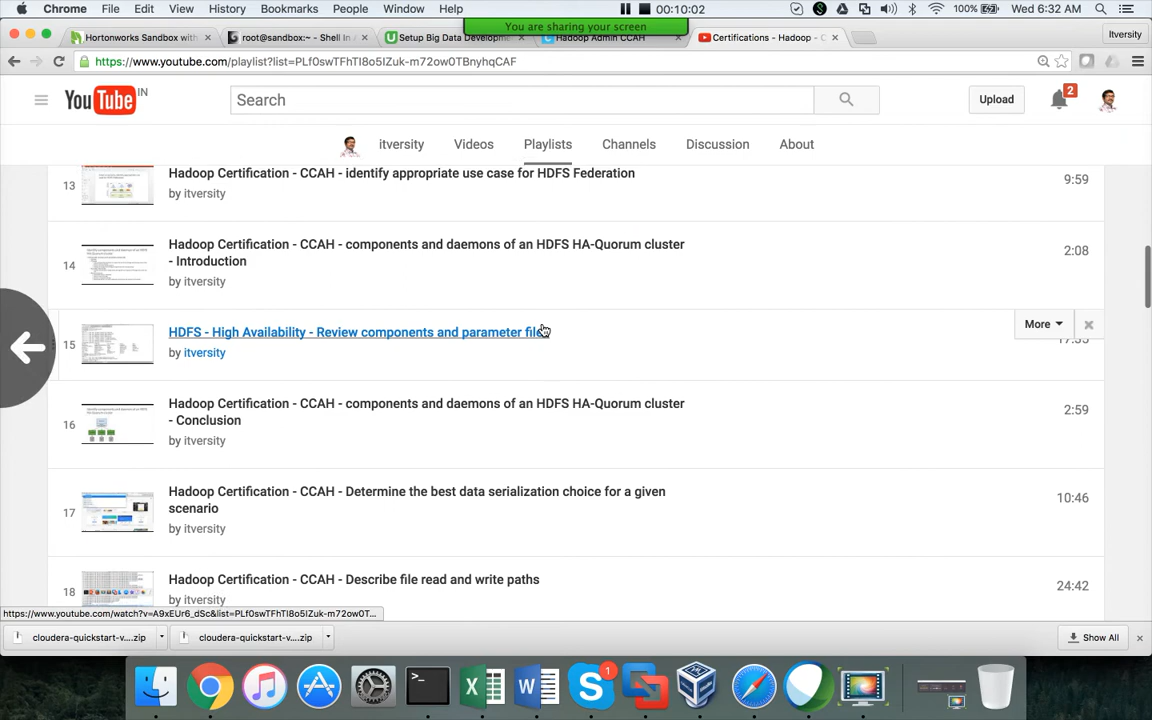 Chrome File Edit View History Bookmarks People Window Help 00:10:02 100% Wed 6:32 AM
You are sharing your screen
Hortonworks Sandbox with root@sandbox:~ - Shell In Setup Big Data Developmen Hadoop Admin CCAH Certifications - Hadoop - C Itversity
https://www.youtube.com/playlist?list=PLf0swTFhTI8o5IZuk-m72ow0TBnyhqCAF
YouTube IN Search Upload 2
itversity Videos Playlists Channels Discussion About
13 Hadoop Certification - CCAH - identify appropriate use case for HDFS Federation 9:59
by itversity
14 Hadoop Certification - CCAH - components and daemons of an HDFS HA-Quorum cluster
- Introduction 2:08
by itversity
15 HDFS - High Availability - Review components and parameter file More
by itversity
16 Hadoop Certification - CCAH - components and daemons of an HDFS HA-Quorum cluster
- Conclusion 2:59
by itversity
17 Hadoop Certification - CCAH - Determine the best data serialization choice for a given
scenario 10:46
by itversity
18 Hadoop Certification - CCAH - Describe file read and write paths 24:42
by itversity
https://www.youtube.com/watch?v=A9xEUr6_dSc&list=PLf0swTFhTI8o5IZuk-m72ow0T...
cloudera-quickstart-v....zip cloudera-quickstart-v....zip Show All
1